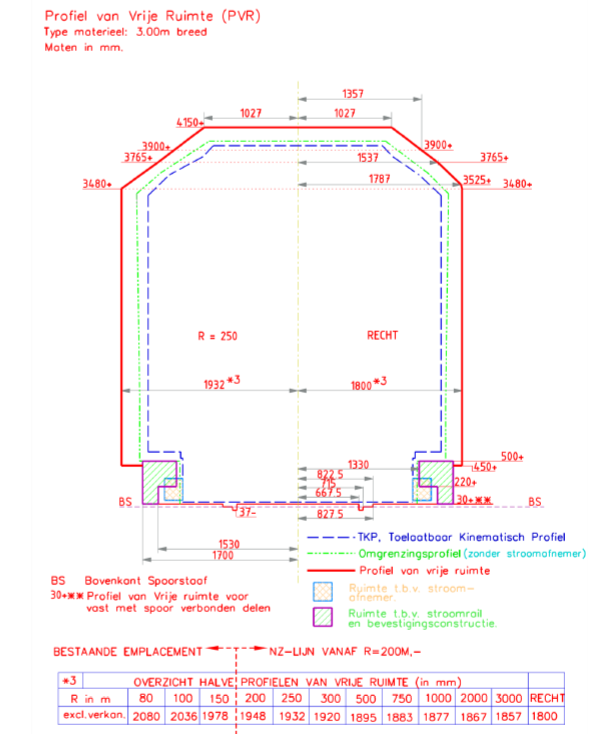 Profiel van Vrije Ruimte (PVR)
Type materieel: 3.00m breed
Maten in mm.
1357
1027 1027
4150+
3900+ 3900+
3765+ 1537 3765+
1787 3525+
3480+ 3480+
R = 250 RECHT
1932*3 1800*3
500+
1330 450+
822.5
715 220+
667.5
BS 37- 30+** BS
827.5
1530
1700
TKP, Toelaatbaar Kinematisch Profiel
Omgrenzingsprofiel (zonder stroomafnemer)
Profiel van vrije ruimte
BS Bovenkant Spoorstaaf
30+** Profiel van Vrije ruimte voor
vast met spoor verbonden delen
Ruimte t.b.v. stroom-
afnemer.
Ruimte t.b.v. stroomrail
en bevestigingsconstructie.
BESTAANDE EMPLACEMENT NZ-LIJN VANAF R=200M,-
*3 OVERZICHT HALVE PROFIELEN VAN VRIJE RUIMTE (in mm)
R in m 80 100 150 200 250 300 500 750 1000 2000 3000 RECHT
excl.verkan. 2080 2036 1978 1948 1932 1920 1895 1883 1877 1867 1857 1800